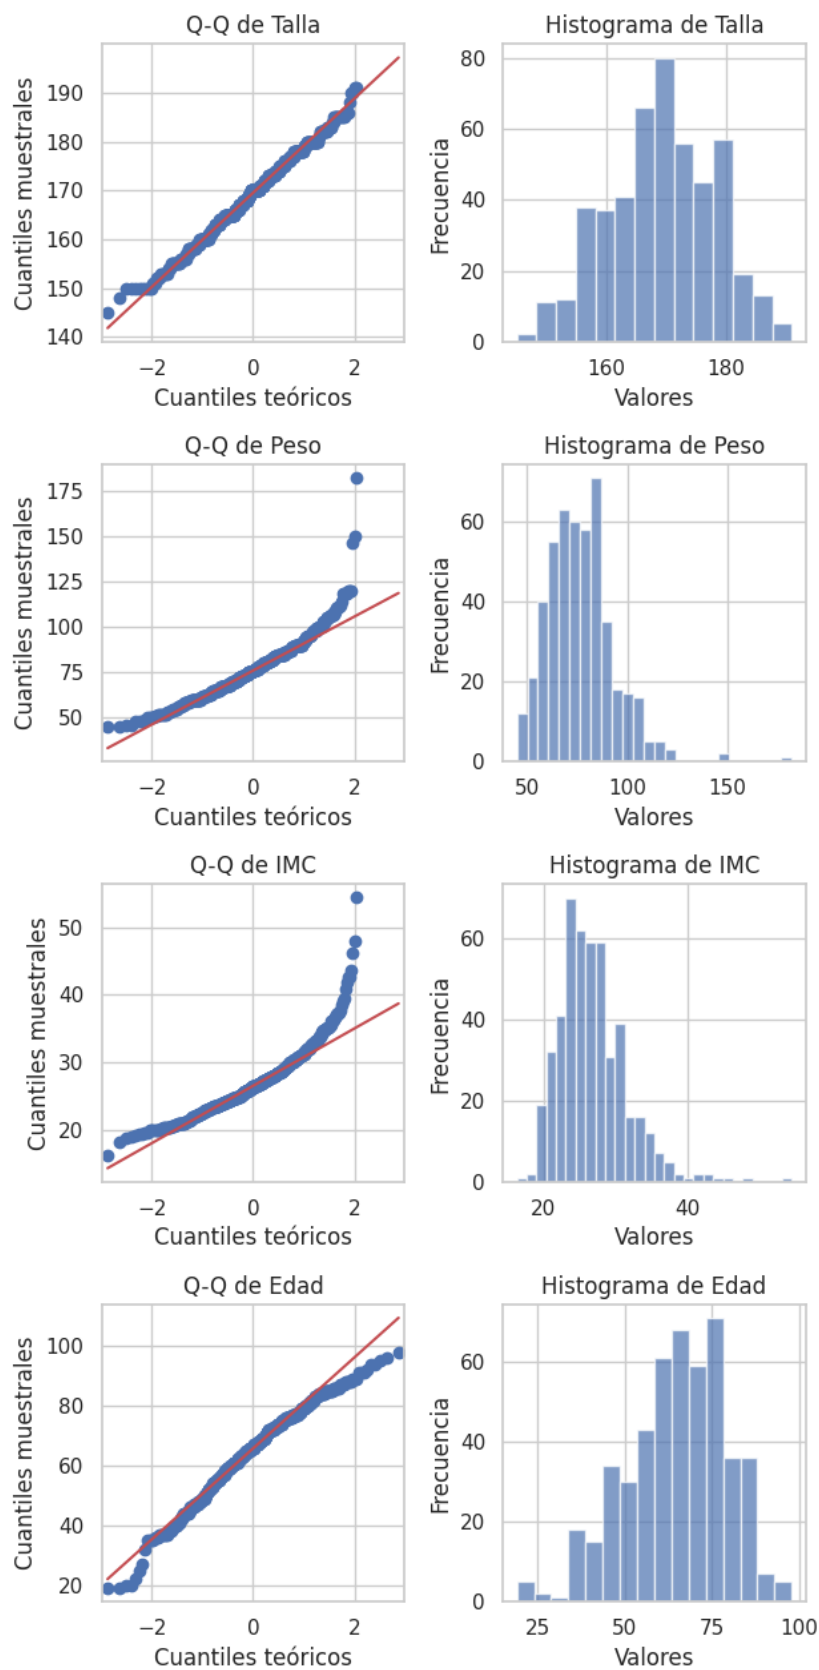 Q-Q de Talla
Histograma de Talla
Cuantiles muestrales
190
180
170
160
150
140
−2
0
2
Cuantiles teóricos
Frecuencia
80
60
40
20
0
160
180
Valores
Q-Q de Peso
Histograma de Peso
Cuantiles muestrales
175
150
125
100
75
50
−2
0
2
Cuantiles teóricos
Frecuencia
60
40
20
0
50
100
150
Valores
Q-Q de IMC
Histograma de IMC
Cuantiles muestrales
50
40
30
20
−2
0
2
Cuantiles teóricos
Frecuencia
60
40
20
0
20
40
Valores
Q-Q de Edad
Histograma de Edad
Cuantiles muestrales
100
80
60
40
20
−2
0
2
Cuantiles teóricos
Frecuencia
60
40
20
0
25
50
75
100
Valores